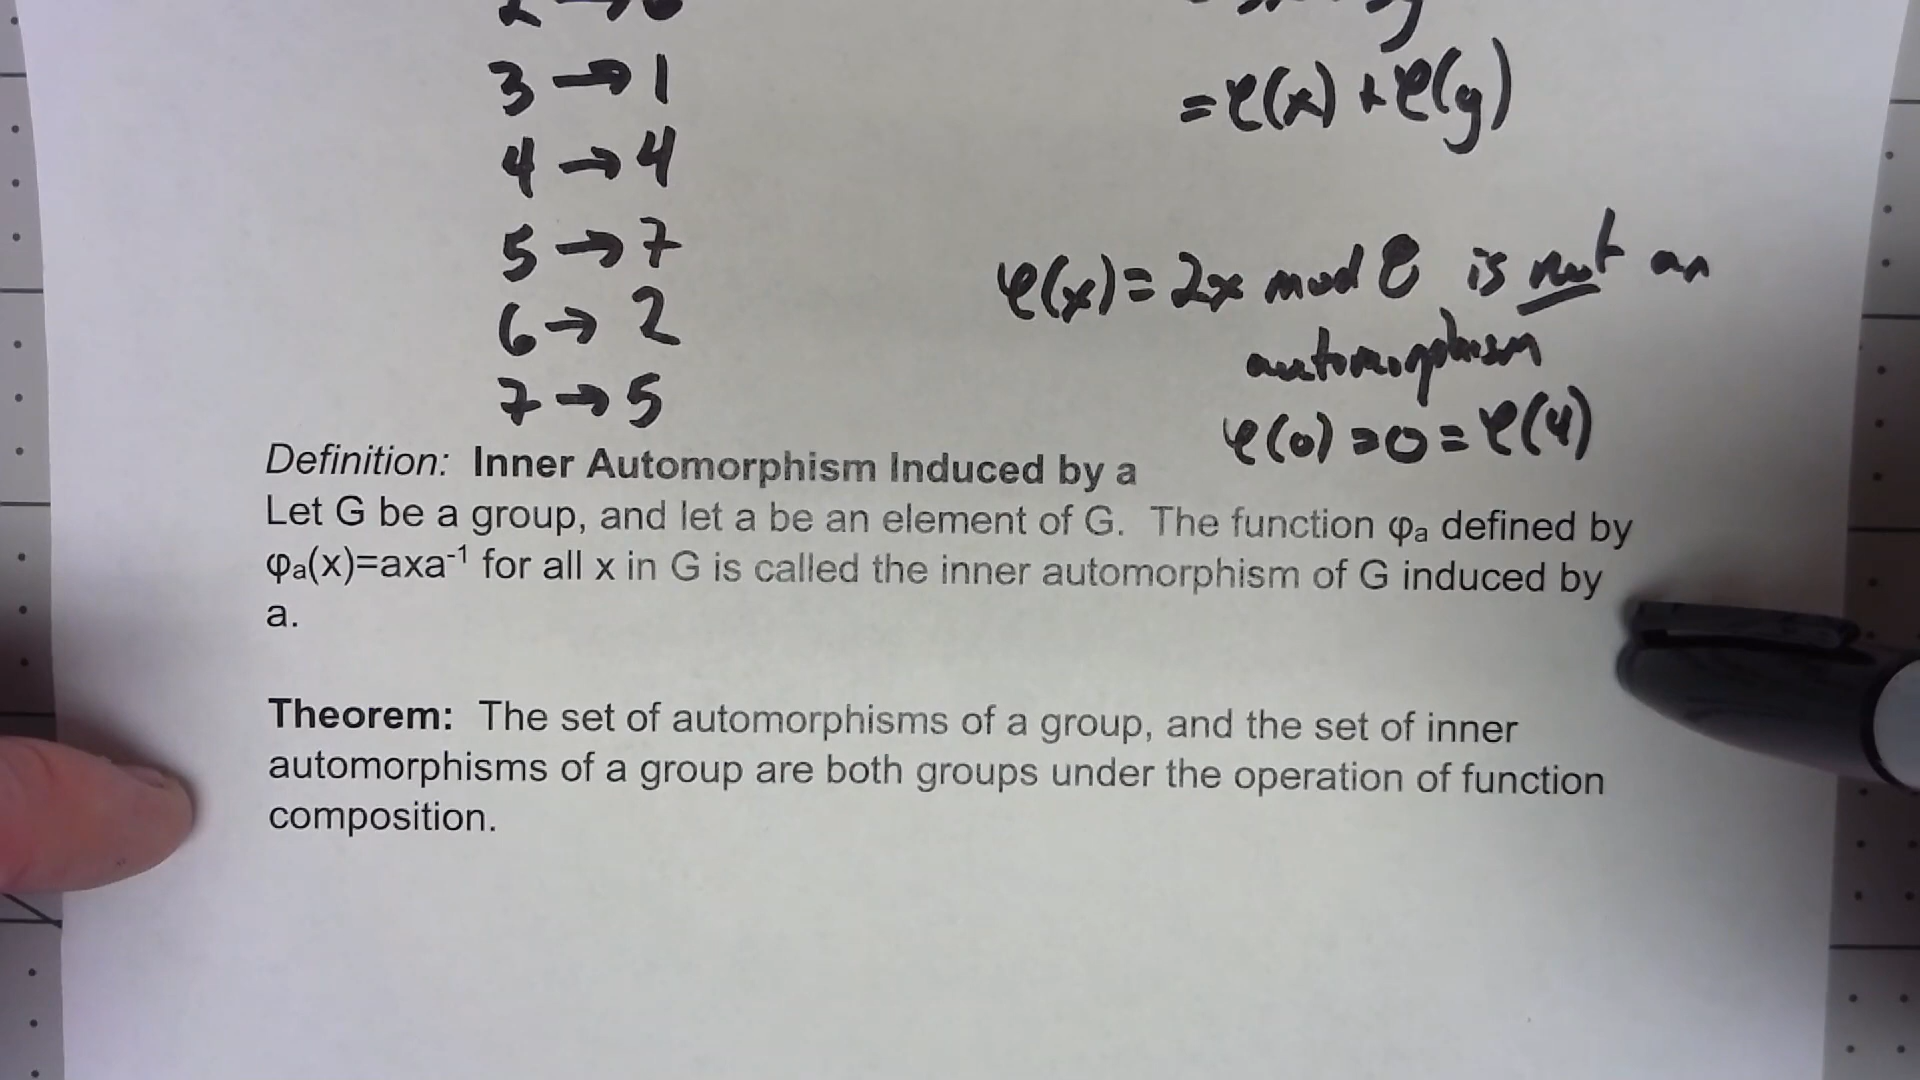 3 → 1
4 → 4
5 → 7
6 → 2
7 → 5
= φ(x) + φ(y)
φ(x) = 2x mod 8 is not an
automorphism
φ(0) = 0 = φ(4)
Definition: Inner Automorphism Induced by a
Let G be a group, and let a be an element of G. The function φₐ defined by
φₐ(x)=axa⁻¹ for all x in G is called the inner automorphism of G induced by
a.
Theorem: The set of automorphisms of a group, and the set of inner
automorphisms of a group are both groups under the operation of function
composition.